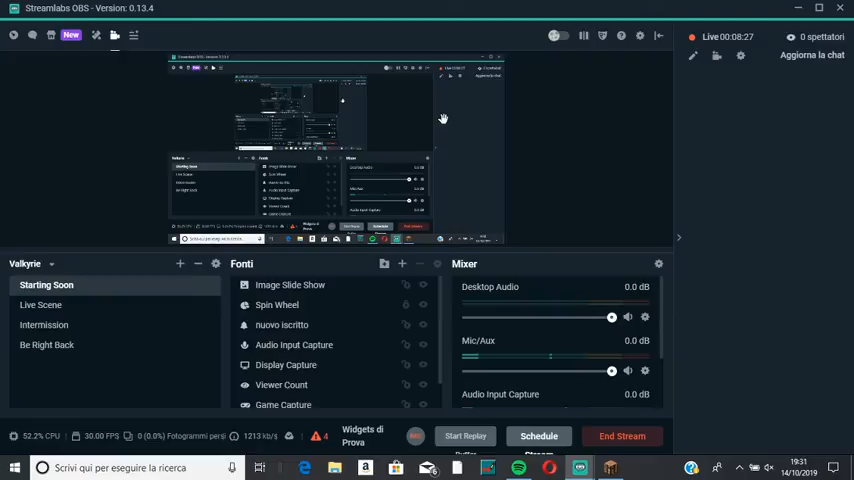 Streamlabs OBS - Version: 0.13.4
New
Live 00:08:27
0 spettatori
Aggiorna la chat
Valkyrie
Starting Soon
Live Scene
Intermission
Be Right Back
Fonti
Image Slide Show
Spin Wheel
nuovo iscritto
Audio Input Capture
Display Capture
Viewer Count
Game Capture
Mixer
Desktop Audio
0.0 dB
Mic/Aux
0.0 dB
Audio Input Capture
0.0 dB
52.2% CPU
30.00 FPS
0 (0.0%) Fotogrammi persi
1213 kb/s
4
Widgets di
Prova
REC
Start Replay
Buffer
Schedule
Stream
End Stream
Scrivi qui per eseguire la ricerca
19:31
14/10/2019